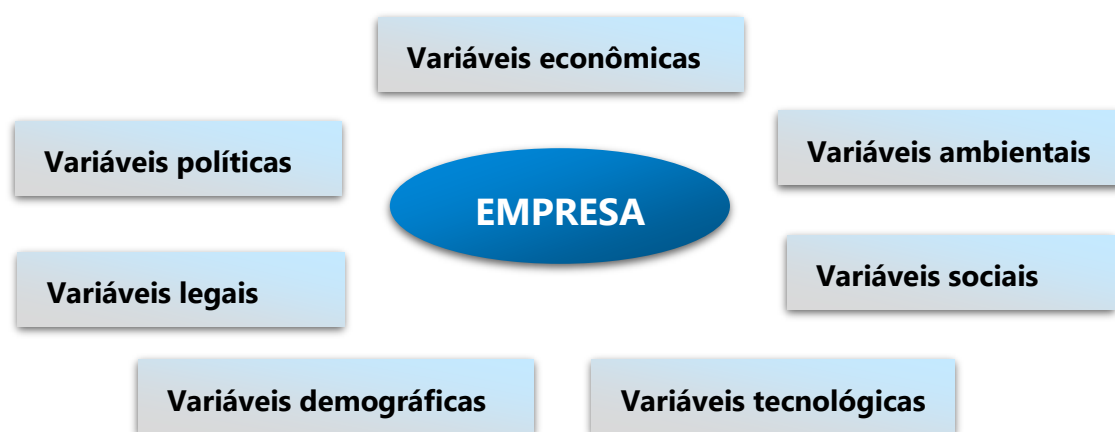 Variáveis econômicas
Variáveis políticas
Variáveis ambientais
EMPRESA
Variáveis legais
Variáveis sociais
Variáveis demográficas
Variáveis tecnológicas